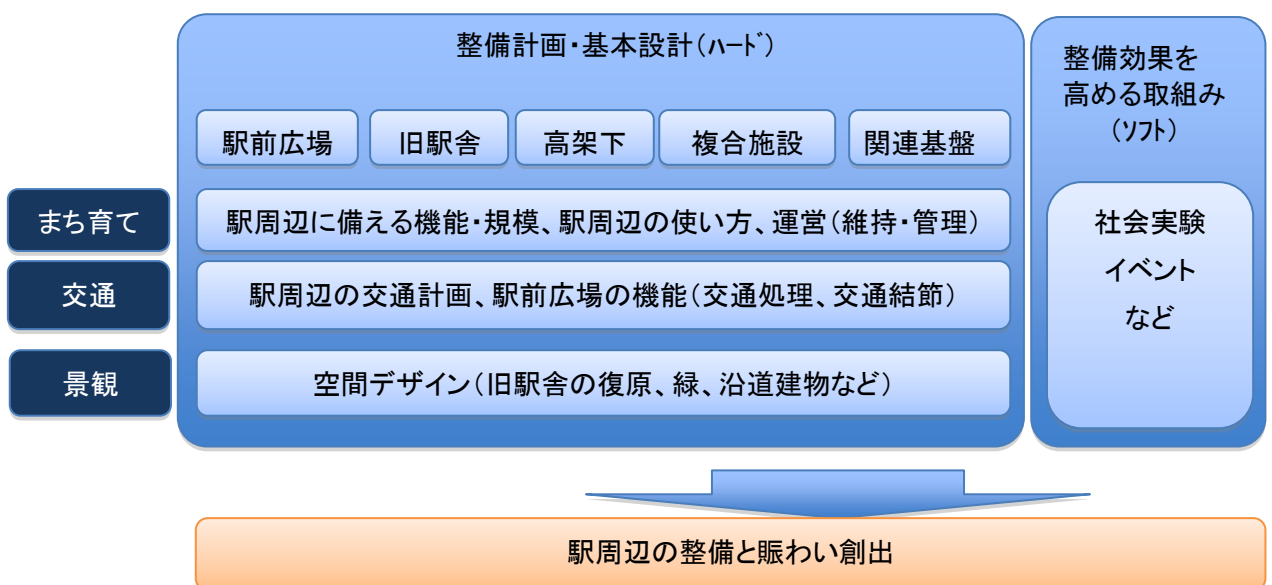 整備計画・基本設計(ﾊｰﾄﾞ)
整備効果を
高める取組み
(ｿﾌﾄ)
駅前広場
旧駅舎
高架下
複合施設
関連基盤
まち育て
駅周辺に備える機能・規模、駅周辺の使い方、運営(維持・管理)
交通
駅周辺の交通計画、駅前広場の機能(交通処理、交通結節)
景観
空間デザイン(旧駅舎の復原、緑、沿道建物など)
社会実験
イベント
など
駅周辺の整備と賑わい創出